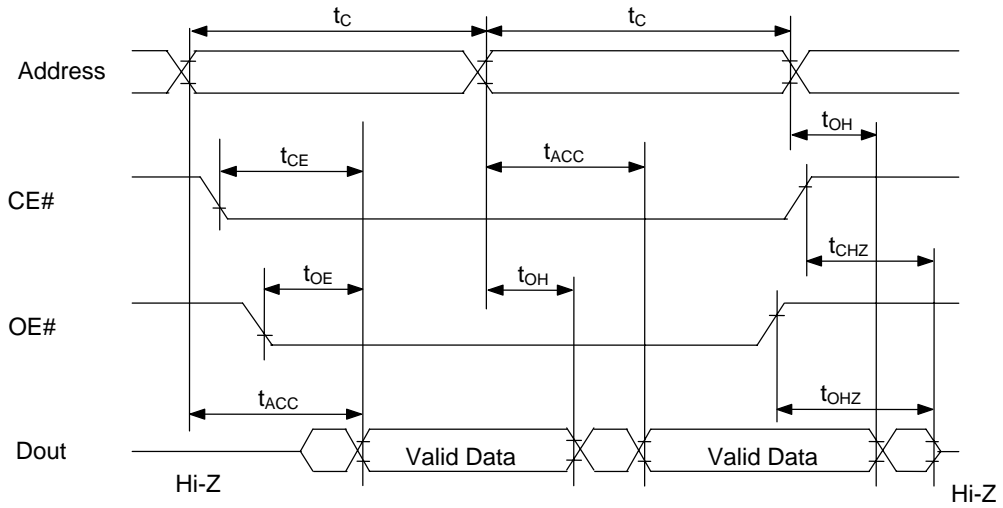 tC tC
Address
tOH
tCE tACC
CE#
tCHZ
tOE tOH
OE#
tACC tOHZ
Dout Valid Data Valid Data
Hi-Z Hi-Z